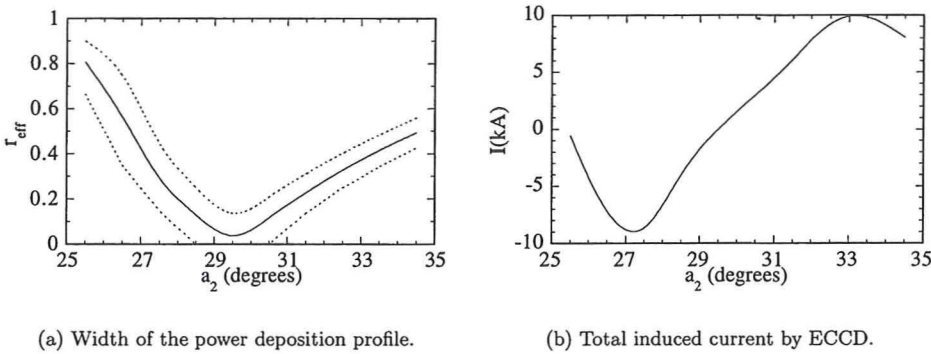 1
0.8
0.6
0.4
0.2
0
r_eff
25 27 29 31 33 35
a_2 (degrees)
(a) Width of the power deposition profile.
10
5
0
-5
-10
I(kA)
25 27 29 31 33 35
a_2 (degrees)
(b) Total induced current by ECCD.